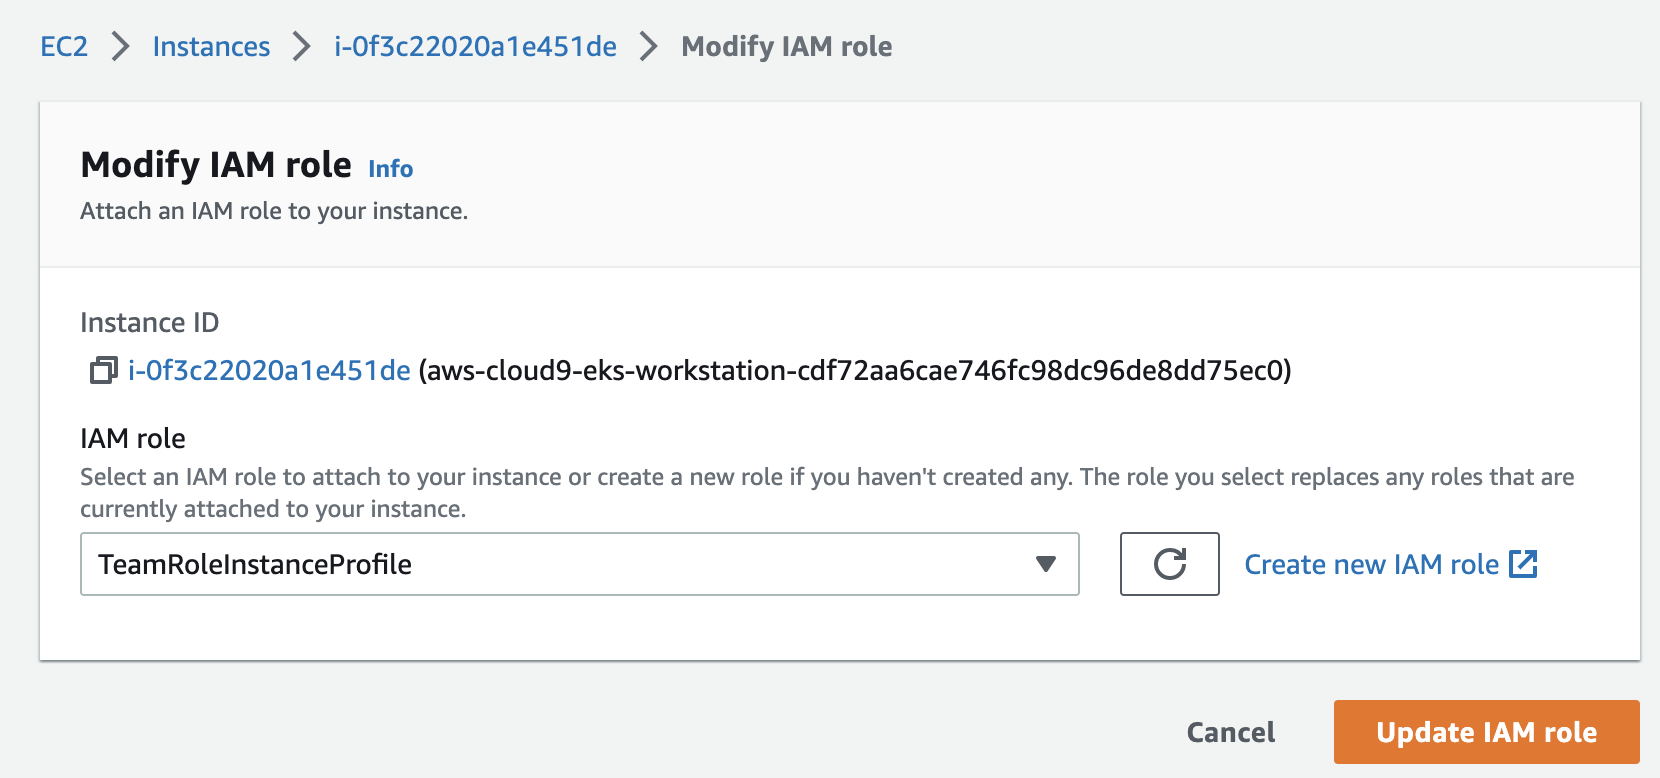 EC2 Instances i-0f3c22020a1e451de Modify IAM role
Modify IAM role Info
Attach an IAM role to your instance.
Instance ID
i-0f3c22020a1e451de (aws-cloud9-eks-workstation-cdf72aa6cae746fc98dc96de8dd75ec0)
IAM role
Select an IAM role to attach to your instance or create a new role if you haven't created any. The role you select replaces any roles that are
currently attached to your instance.
TeamRoleInstanceProfile Create new IAM role
Cancel Update IAM role